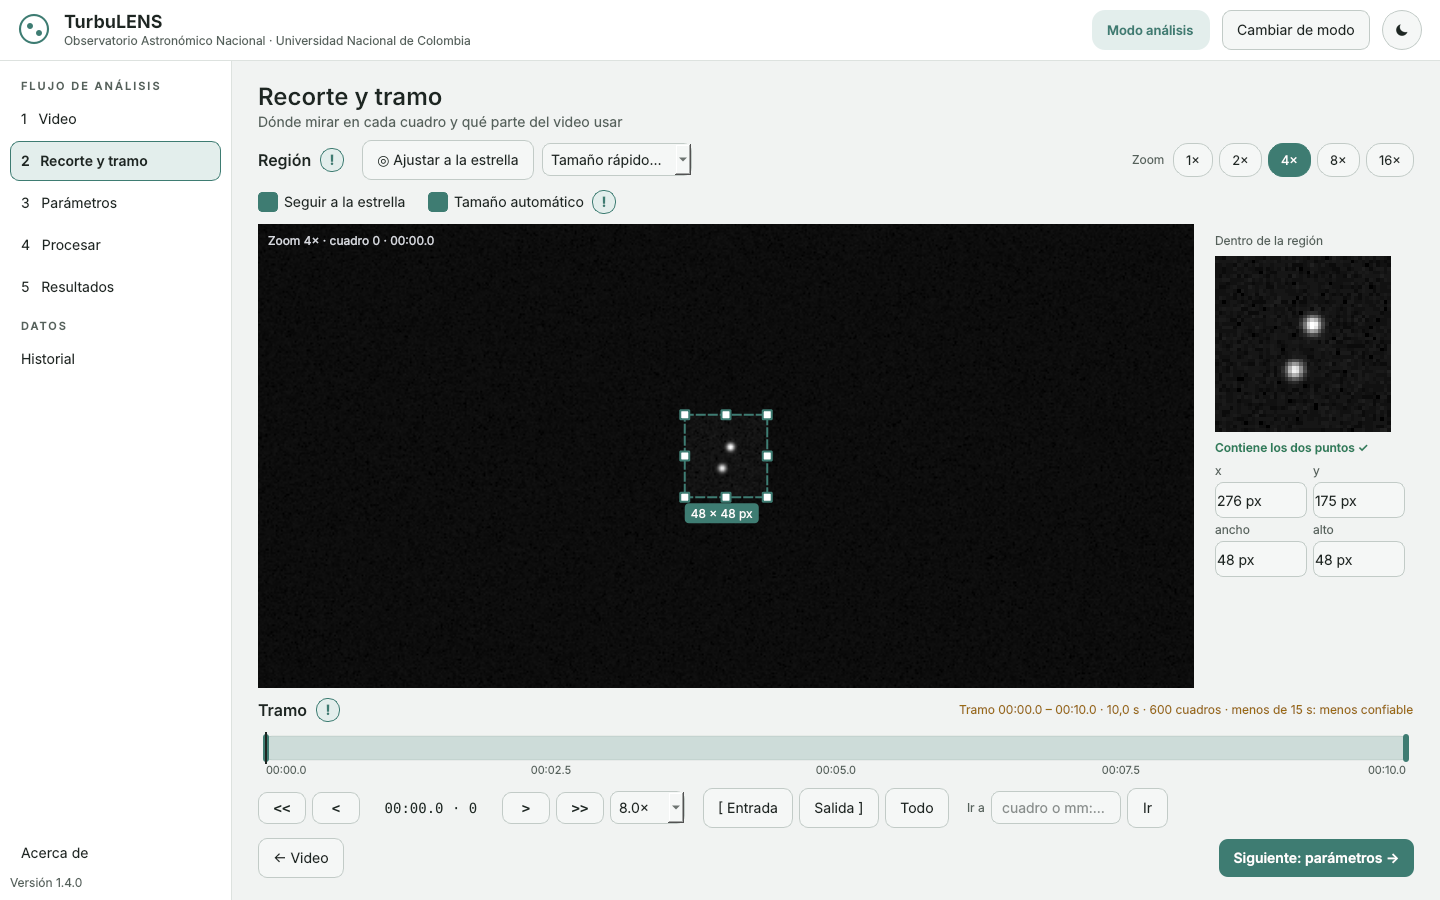 TurbuLENS
Observatorio Astronómico Nacional · Universidad Nacional de Colombia
Modo análisis
Cambiar de modo
FLUJO DE ANÁLISIS
1 Video
2 Recorte y tramo
3 Parámetros
4 Procesar
5 Resultados
DATOS
Historial
Acerca de
Versión 1.4.0
Recorte y tramo
Dónde mirar en cada cuadro y qué parte del video usar
Región ! ◎ Ajustar a la estrella Tamaño rápido... Zoom 1× 2× 4× 8× 16×
Seguir a la estrella Tamaño automático !
Zoom 4× · cuadro 0 · 00:00.0
48 × 48 px
Dentro de la región
Contiene los dos puntos ✓
x y
276 px 175 px
ancho alto
48 px 48 px
Tramo ! Tramo 00:00.0 – 00:10.0 · 10,0 s · 600 cuadros · menos de 15 s: menos confiable
00:00.0 00:02.5 00:05.0 00:07.5 00:10.0
<< < 00:00.0 · 0 > >> 8.0× [ Entrada Salida ] Todo Ir a cuadro o mm:... Ir
← Video
Siguiente: parámetros →